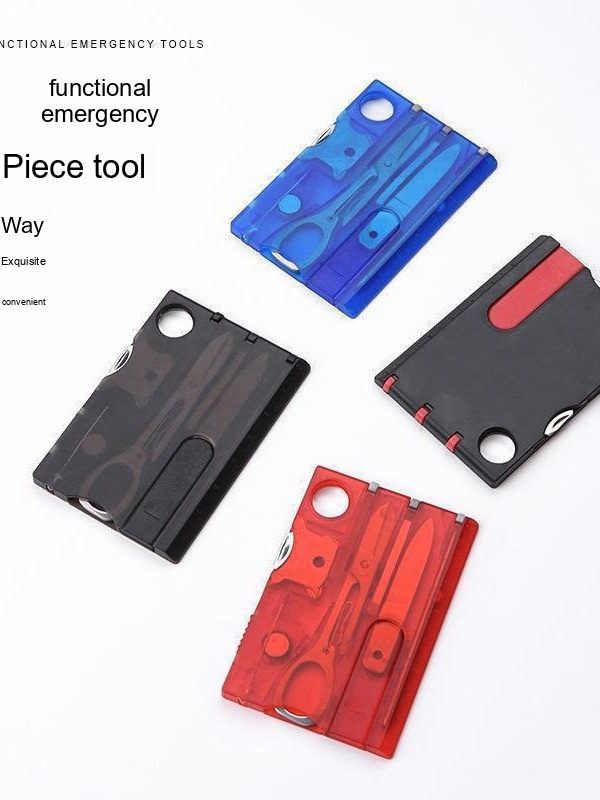 NCTIONAL EMERGENCY TOOLS
functional
emergency
Piece tool
Way
Exquisite
convenient